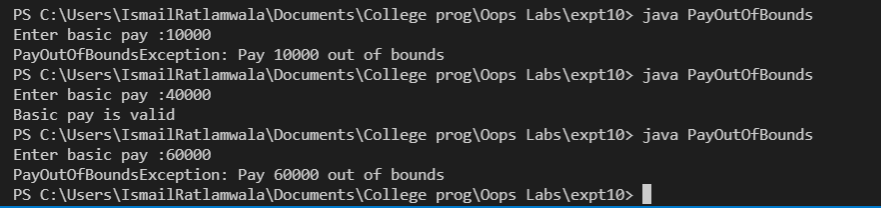 PS C:\Users\IsmailRatlamwala\Documents\College prog\Oops Labs\expt10> java PayOutOfBounds
Enter basic pay :10000
PayOutOfBoundsException: Pay 10000 out of bounds
PS C:\Users\IsmailRatlamwala\Documents\College prog\Oops Labs\expt10> java PayOutOfBounds
Enter basic pay :40000
Basic pay is valid
PS C:\Users\IsmailRatlamwala\Documents\College prog\Oops Labs\expt10> java PayOutOfBounds
Enter basic pay :60000
PayOutOfBoundsException: Pay 60000 out of bounds
PS C:\Users\IsmailRatlamwala\Documents\College prog\Oops Labs\expt10>